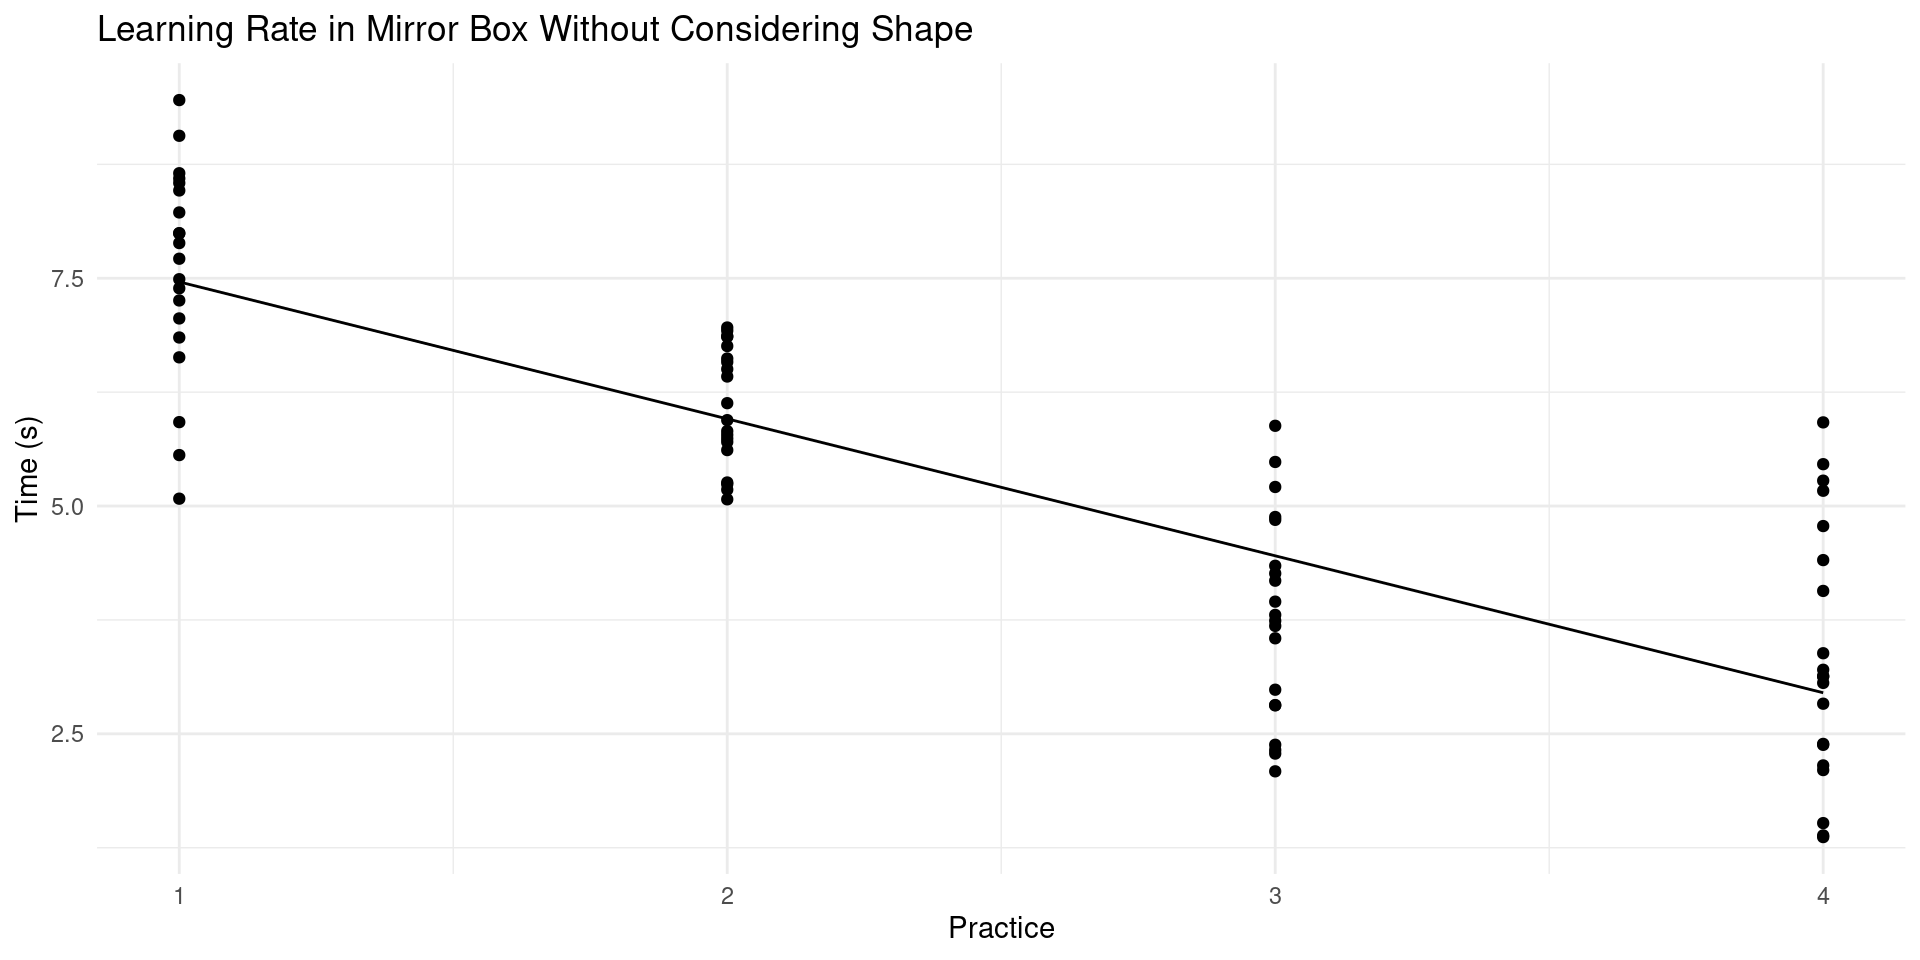 Learning Rate in Mirror Box Without Considering Shape
Time (s)
7.5
5.0
2.5
1 2 3 4
Practice